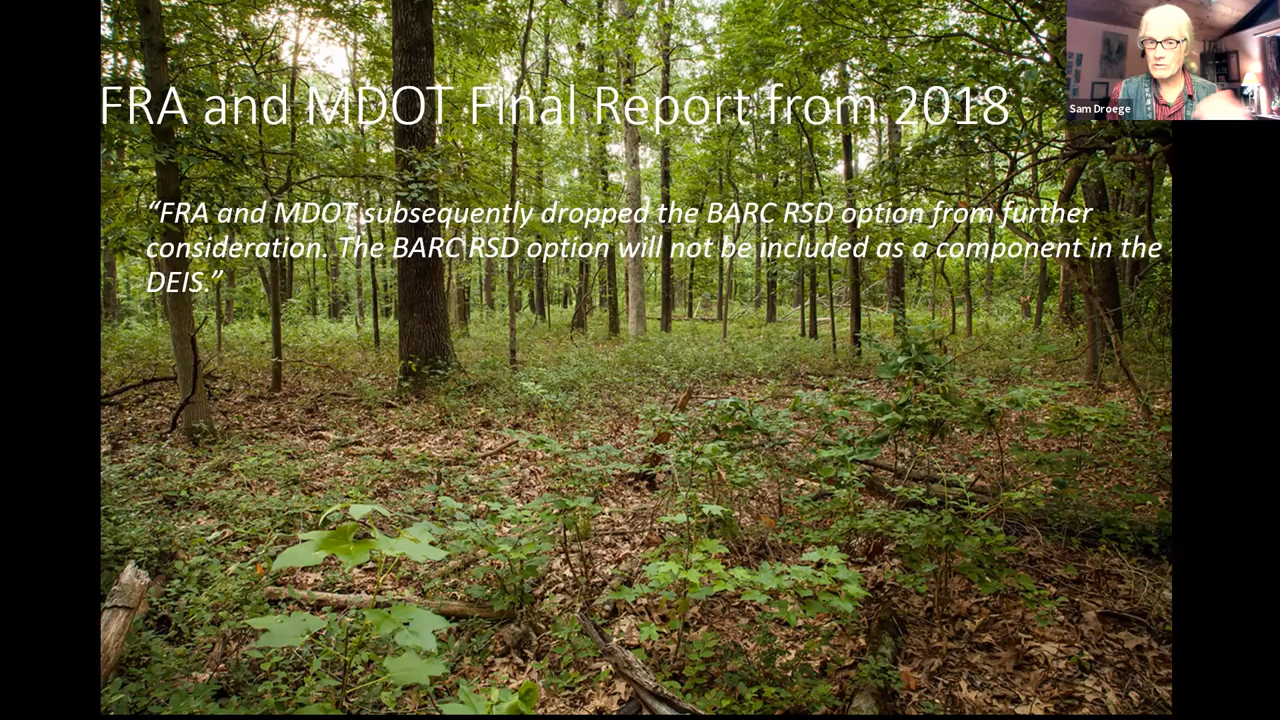 FRA and MDOT Final Report from 2018
Sam Droege
“FRA and MDOT subsequently dropped the BARC RSD option from further
consideration. The BARC RSD option will not be included as a component in the
DEIS.”